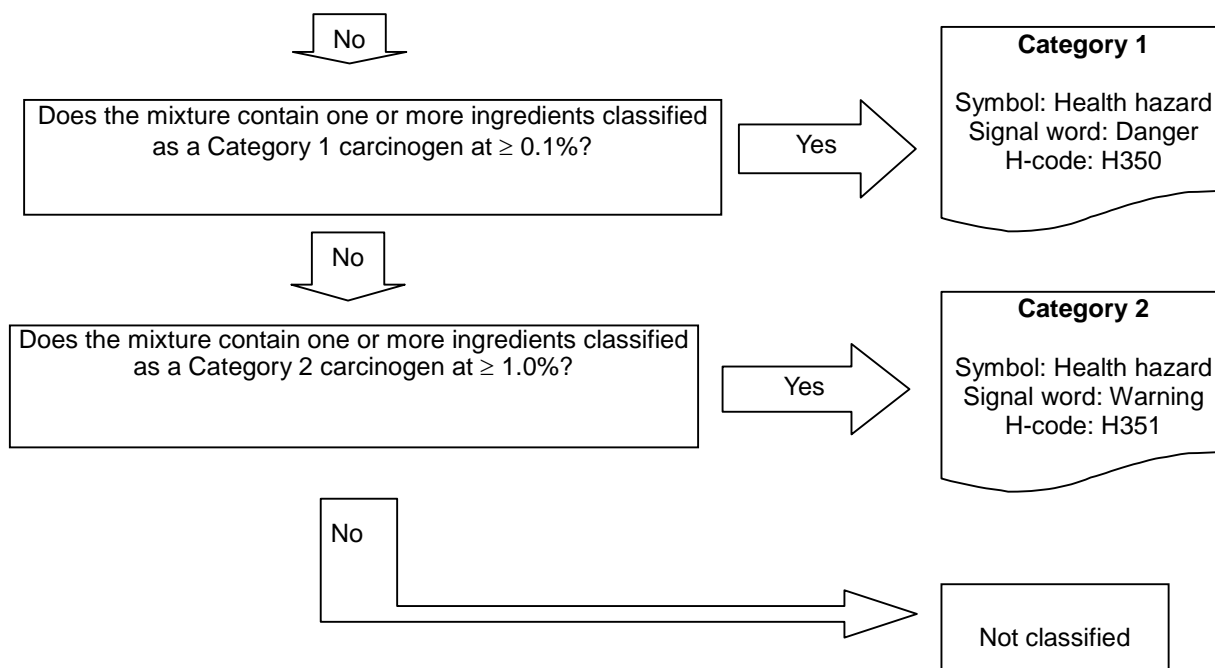 No
Does the mixture contain one or more ingredients classified
as a Category 1 carcinogen at ≥ 0.1%?
Yes
Category 1
Symbol: Health hazard
Signal word: Danger
H-code: H350
No
Does the mixture contain one or more ingredients classified
as a Category 2 carcinogen at ≥ 1.0%?
Yes
Category 2
Symbol: Health hazard
Signal word: Warning
H-code: H351
No
Not classified